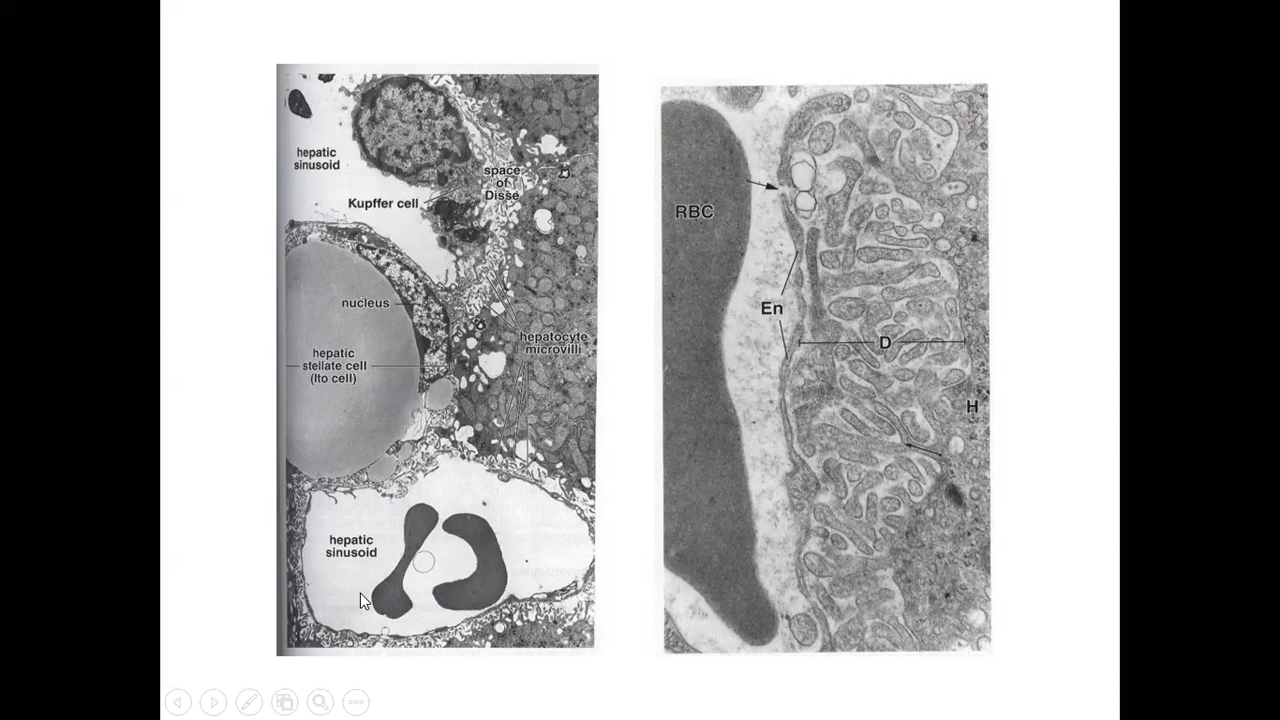 hepatic
sinusoid
Kupffer cell
space
of
Disse
nucleus
hepatic
stellate cell
(Ito cell)
hepatocyte
microvilli
hepatic
sinusoid
RBC
En
D
H